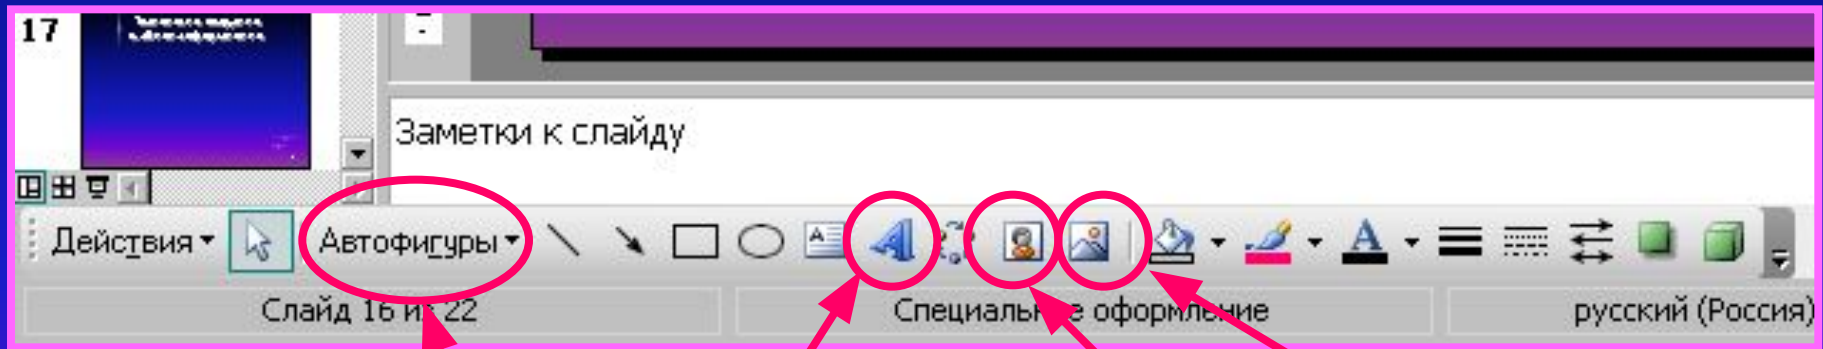 17
Заметки к слайду
Действия Автофигуры
Слайд 16 из 22 Специальное оформление русский (Россия)